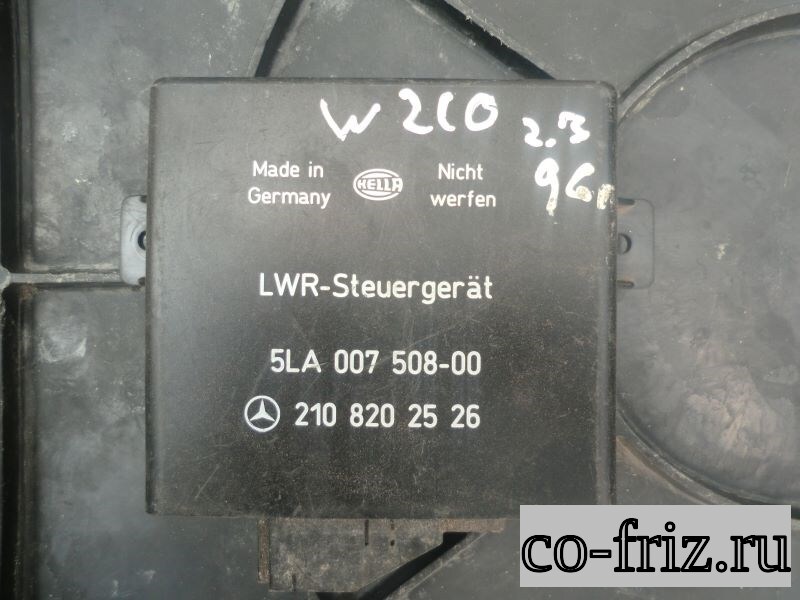 W 210
2.3
96г
Made in
Germany
HELLA
Nicht
werfen
LWR-Steuergerät
5LA 007 508-00
210 820 25 26
co-friz.ru